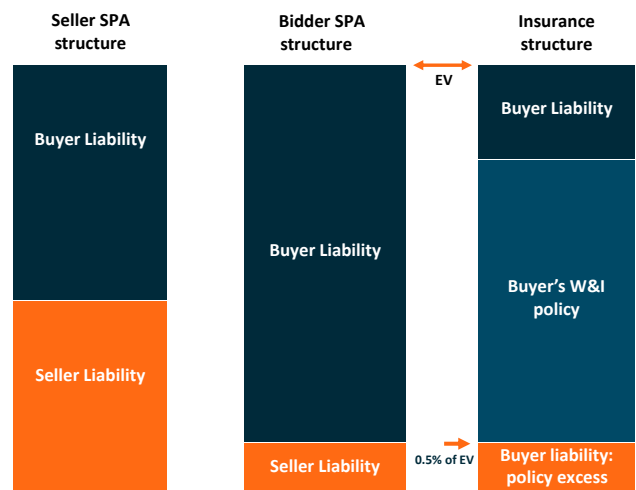 Seller SPA
structure
Bidder SPA
structure
Insurance
structure
EV
Buyer Liability
Seller Liability
Buyer Liability
Seller Liability
0.5% of EV
Buyer Liability
Buyer’s W&I
policy
Buyer liability:
policy excess